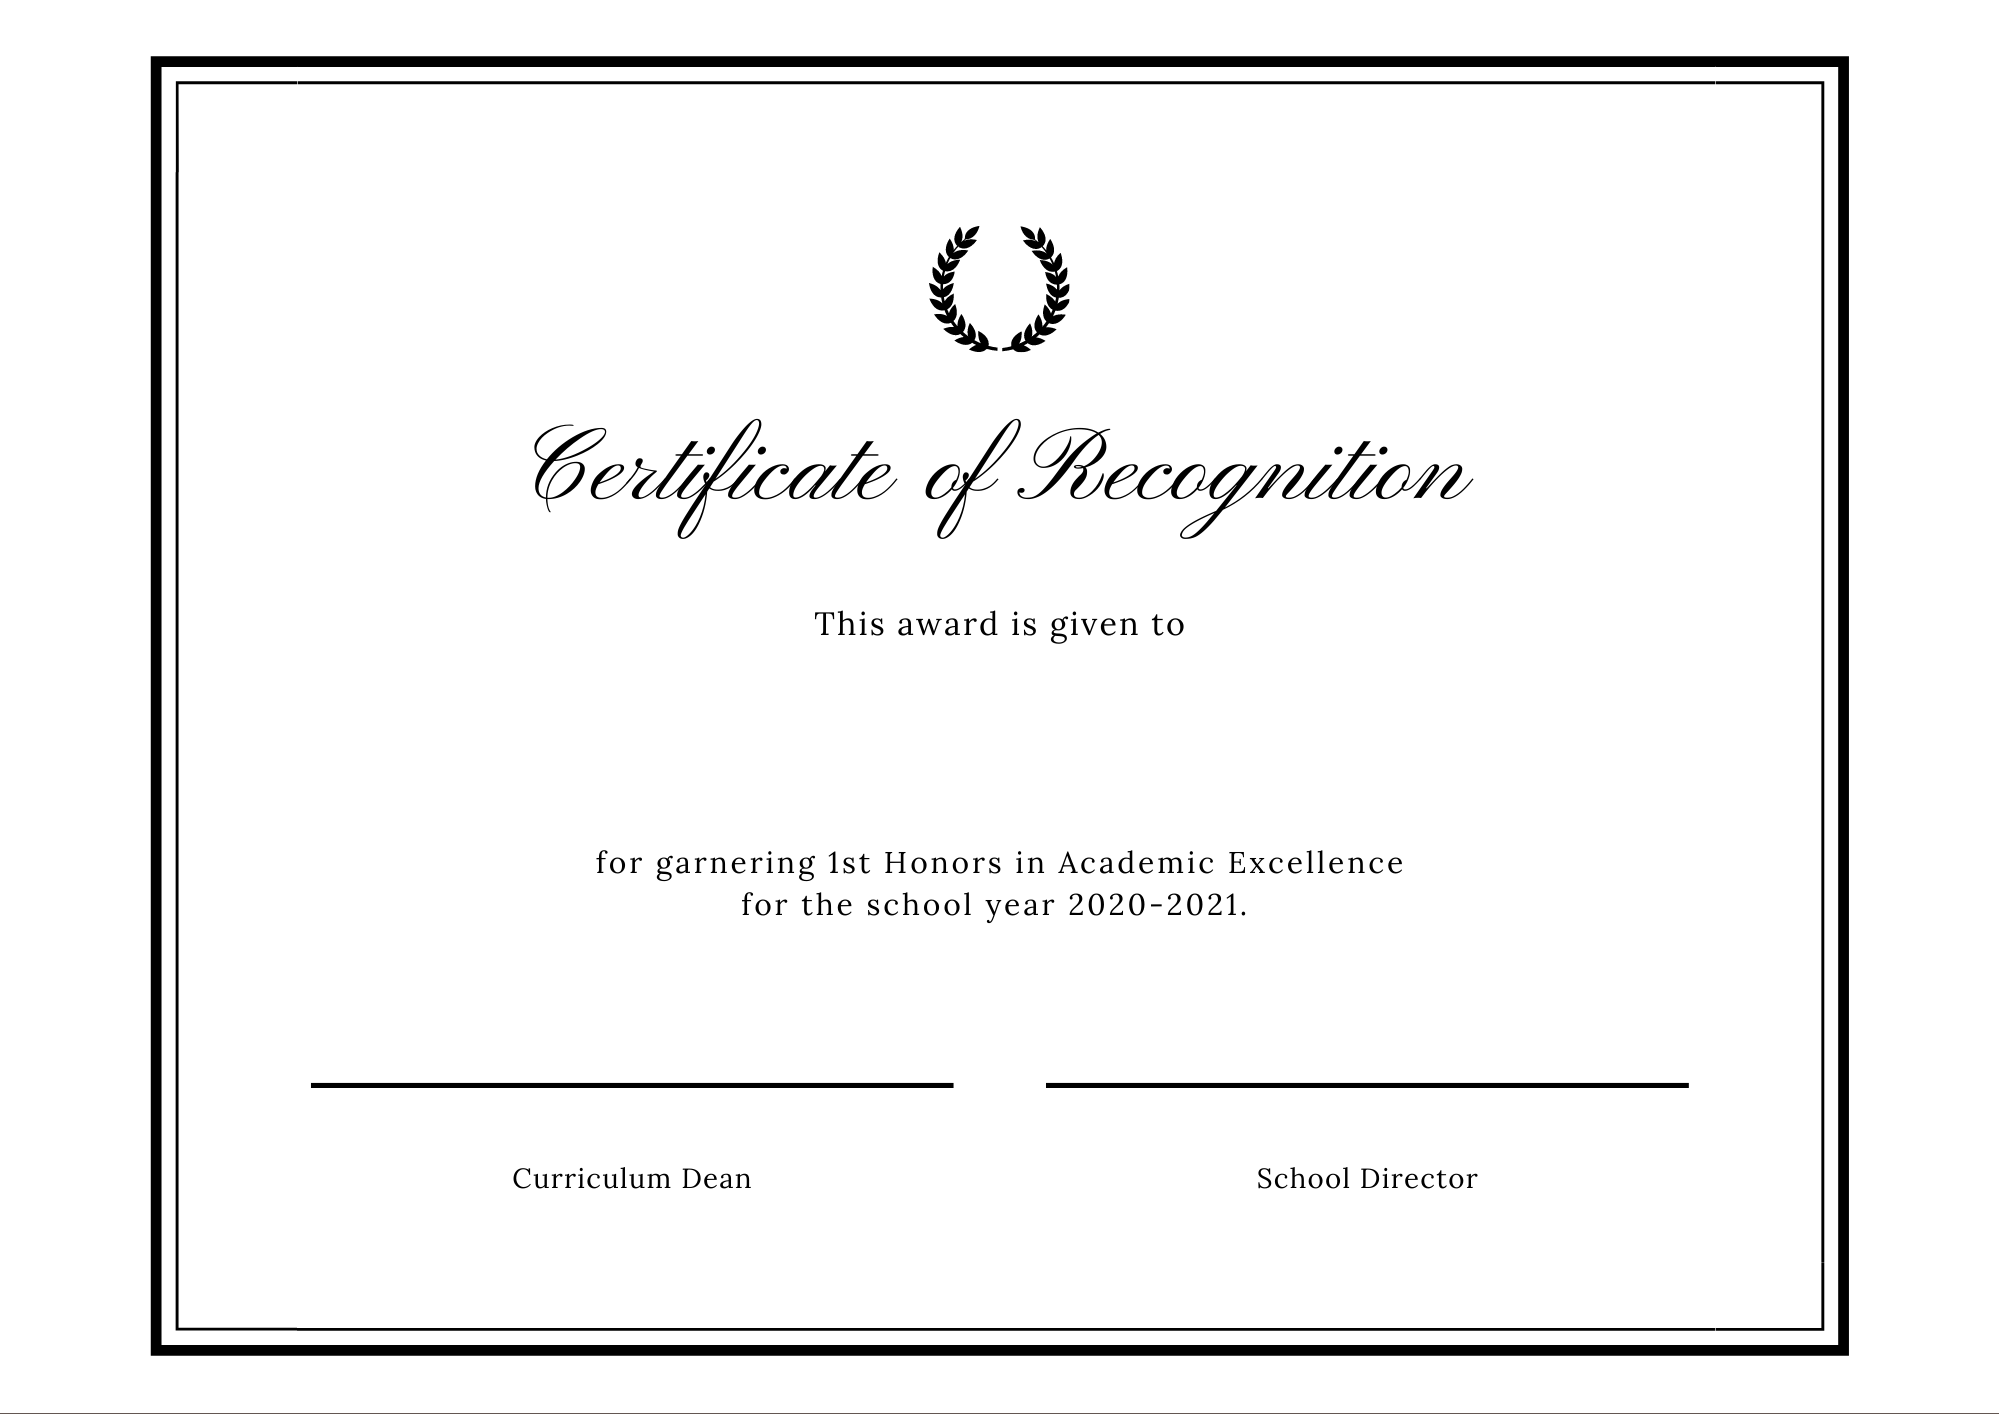 Certificate of Recognition
This award is given to
for garnering 1st Honors in Academic Excellence
for the school year 2020-2021.
Curriculum Dean
School Director